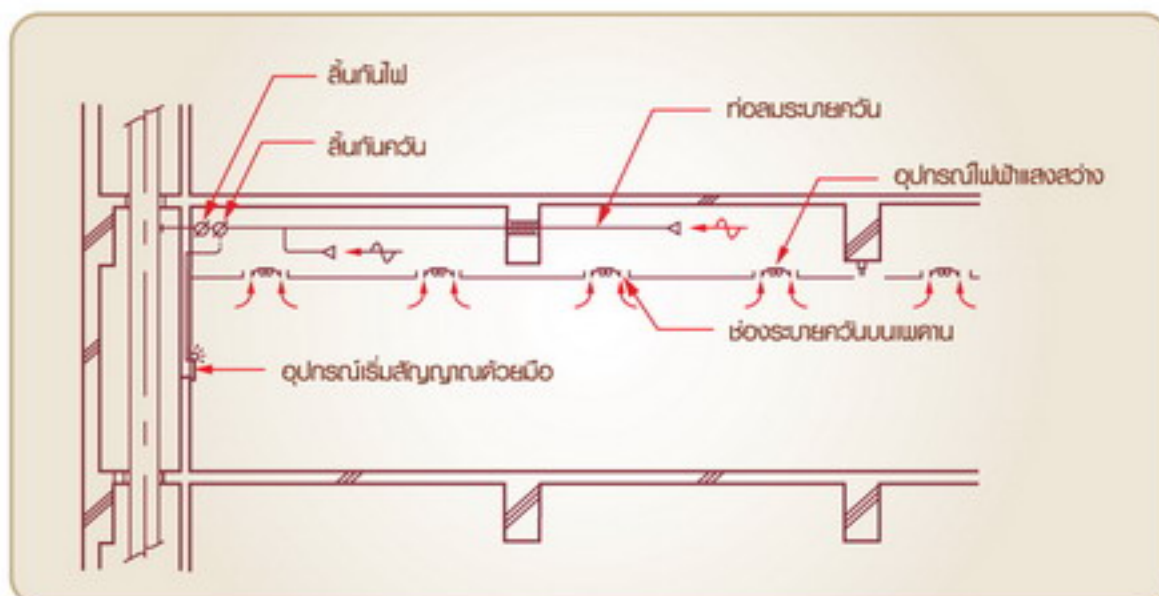 ลิ้นกันไฟ
ท่อลมระบายควัน
ลิ้นกันควัน
อุปกรณ์ไฟฟ้าแสงสว่าง
ช่องระบายควันบนเพดาน
อุปกรณ์เริ่มสัญญาณด้วยมือ